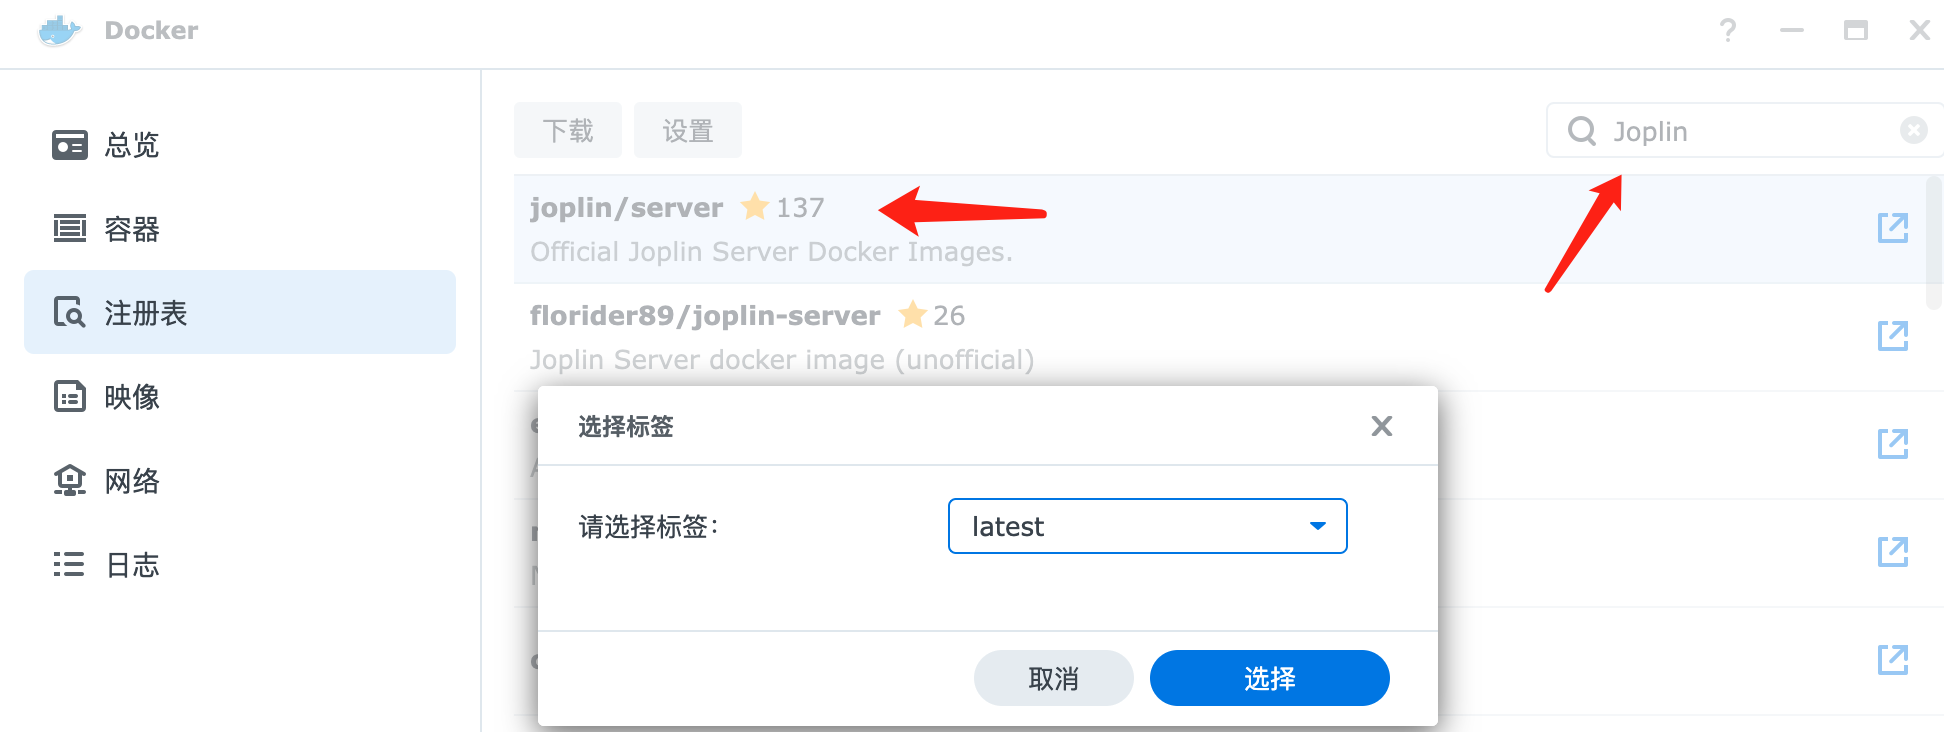 Docker
总览
容器
注册表
映像
网络
日志
下载
设置
Joplin
joplin/server 137
Official Joplin Server Docker Images.
florider89/joplin-server 26
Joplin Server docker image (unofficial)
选择标签
请选择标签：
latest
取消
选择